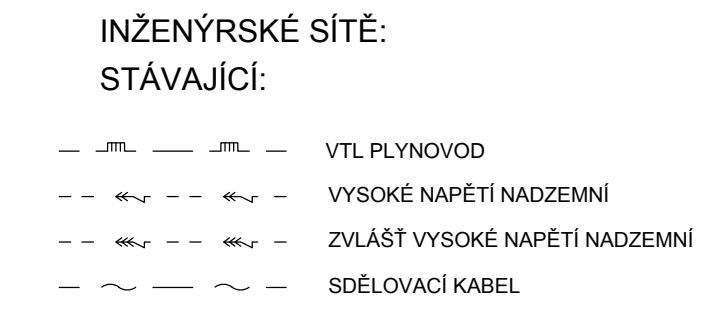 INŽENÝRSKÉ SÍTĚ:
STÁVAJÍCÍ:
VTL PLYNOVOD
VYSOKÉ NAPĚTÍ NADZEMNÍ
ZVLÁŠŤ VYSOKÉ NAPĚTÍ NADZEMNÍ
SDĚLOVACÍ KABEL